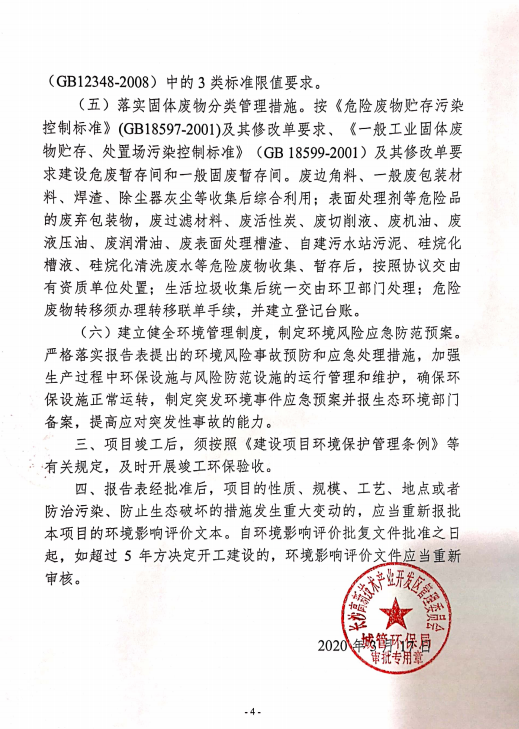 （GB12348-2008）中的 3 类标准限值要求。
（五）落实固体废物分类管理措施。按《危险废物贮存污染
控制标准》(GB18597-2001)及其修改单要求、《一般工业固体废
物贮存、处置场污染控制标准》（GB 18599-2001）及其修改单要
求建设危废暂存间和一般固废暂存间。废边角料、一般废包装材
料、焊渣、除尘器灰尘等收集后综合利用；表面处理剂等危险品
的废弃包装物，废过滤材料、废活性炭、废切削液、废机油、废
液压油、废润滑油、废表面处理槽渣、自建污水站污泥、硅烷化
槽液、硅烷化清洗废水等危险废物收集、暂存后，按照协议交由
有资质单位处置；生活垃圾收集后统一交由环卫部门处理；危险
废物转移须办理转移联单手续，并建立登记台账。
（六）建立健全环境管理制度，制定环境风险应急防范预案。
严格落实报告表提出的环境风险事故预防和应急处理措施，加强
生产过程中环保设施与风险防范设施的运行管理和维护，确保环
保设施正常运转，制定突发环境事件应急预案并报生态环境部门
备案，提高应对突发性事故的能力。
三、项目竣工后，须按照《建设项目环境保护管理条例》等
有关规定，及时开展竣工环保验收。
四、报告表经批准后，项目的性质、规模、工艺、地点或者
防治污染、防止生态破坏的措施发生重大变动的，应当重新报批
本项目的环境影响评价文本。自环境影响评价批复文件批准之日
起，如超过 5 年方决定开工建设的，环境影响评价文件应当重新
审核。
长沙高新技术产业开发区管理委员会
城管环保局
2020 年 3 月 17 日
审批专用章
- 4 -